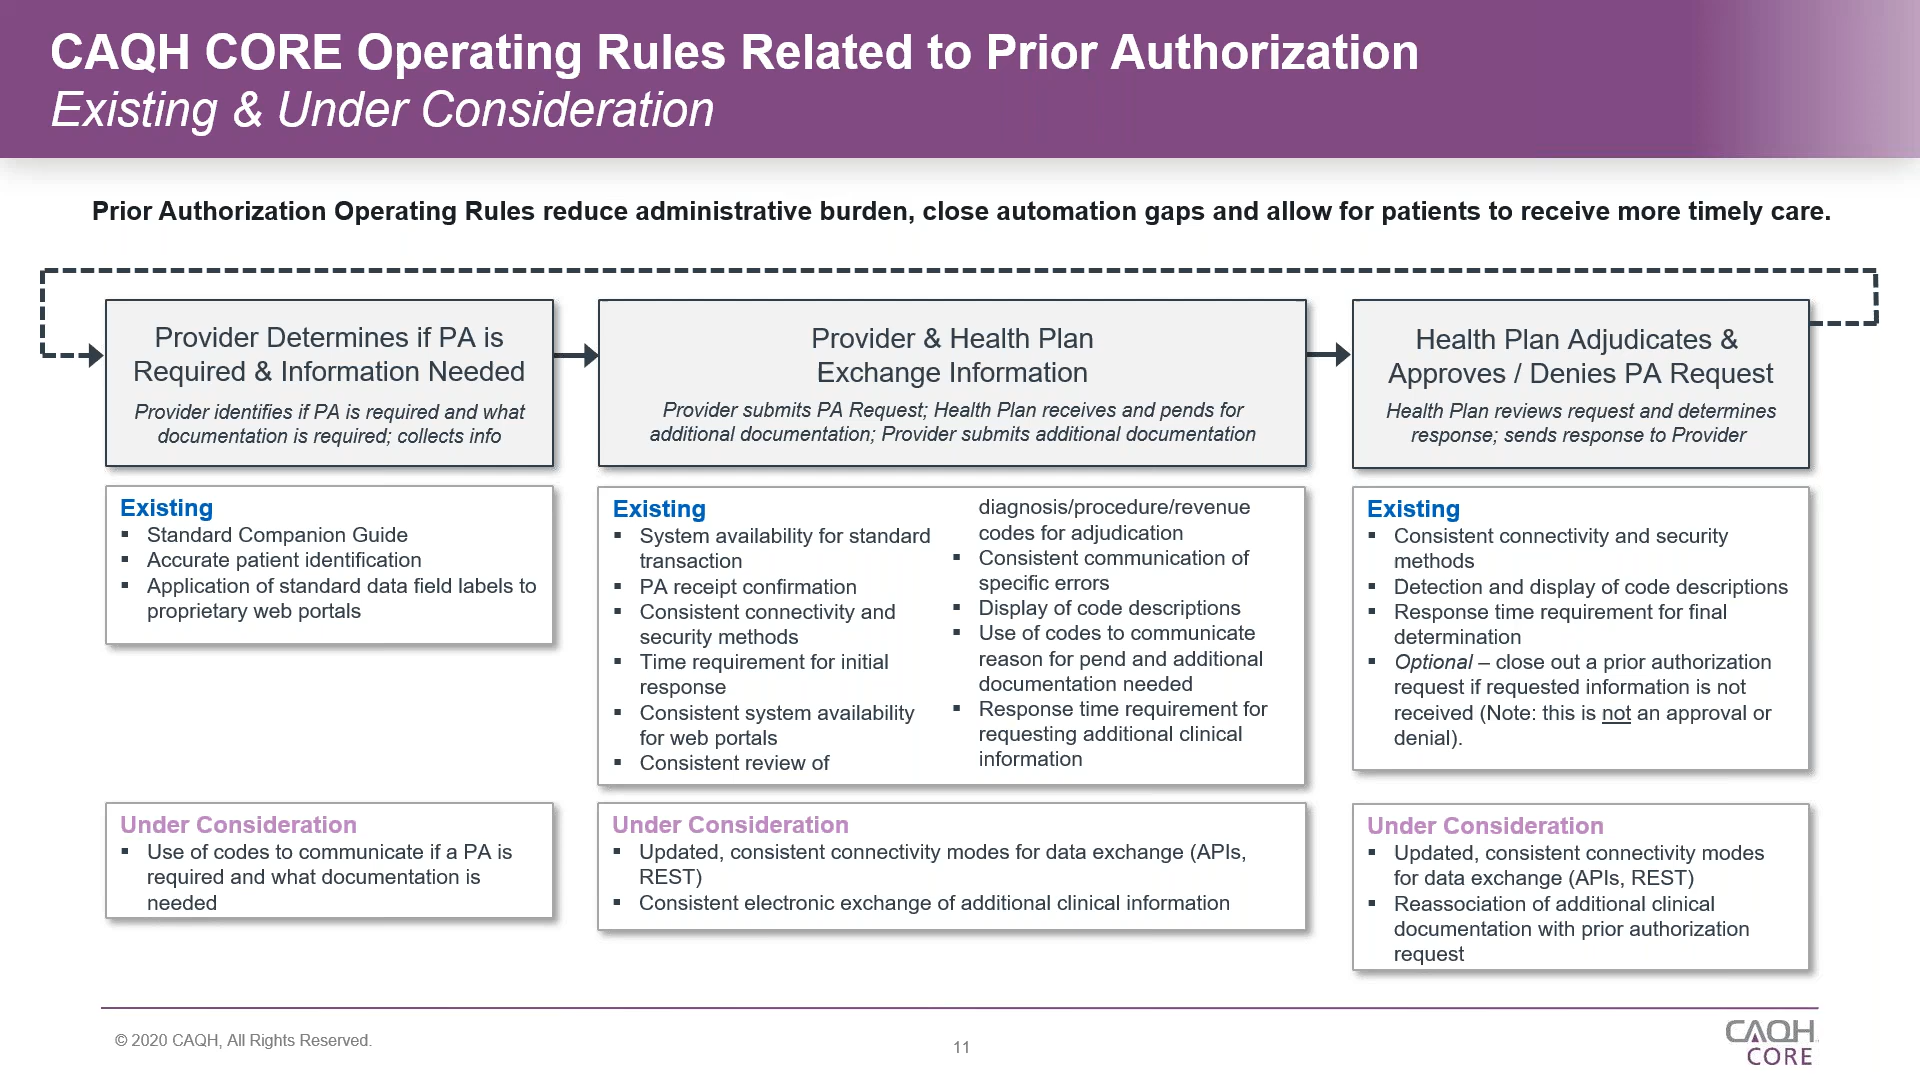 CAQH CORE Operating Rules Related to Prior Authorization
Existing & Under Consideration
Prior Authorization Operating Rules reduce administrative burden, close automation gaps and allow for patients to receive more timely care.
Provider Determines if PA is
Required & Information Needed
Provider identifies if PA is required and what
documentation is required; collects info
Provider & Health Plan
Exchange Information
Provider submits PA Request; Health Plan receives and pends for
additional documentation; Provider submits additional documentation
Health Plan Adjudicates &
Approves / Denies PA Request
Health Plan reviews request and determines
response; sends response to Provider
Existing
▪ Standard Companion Guide
▪ Accurate patient identification
▪ Application of standard data field labels to
proprietary web portals
Existing
▪ System availability for standard
transaction
▪ PA receipt confirmation
▪ Consistent connectivity and
security methods
▪ Time requirement for initial
response
▪ Consistent system availability
for web portals
▪ Consistent review of
diagnosis/procedure/revenue
codes for adjudication
▪ Consistent communication of
specific errors
▪ Display of code descriptions
▪ Use of codes to communicate
reason for pend and additional
documentation needed
▪ Response time requirement for
requesting additional clinical
information
Existing
▪ Consistent connectivity and security
methods
▪ Detection and display of code descriptions
▪ Response time requirement for final
determination
▪ Optional – close out a prior authorization
request if requested information is not
received (Note: this is not an approval or
denial).
Under Consideration
▪ Use of codes to communicate if a PA is
required and what documentation is
needed
Under Consideration
▪ Updated, consistent connectivity modes for data exchange (APIs,
REST)
▪ Consistent electronic exchange of additional clinical information
Under Consideration
▪ Updated, consistent connectivity modes
for data exchange (APIs, REST)
▪ Reassociation of additional clinical
documentation with prior authorization
request
© 2020 CAQH, All Rights Reserved.
11
CAQH
CORE